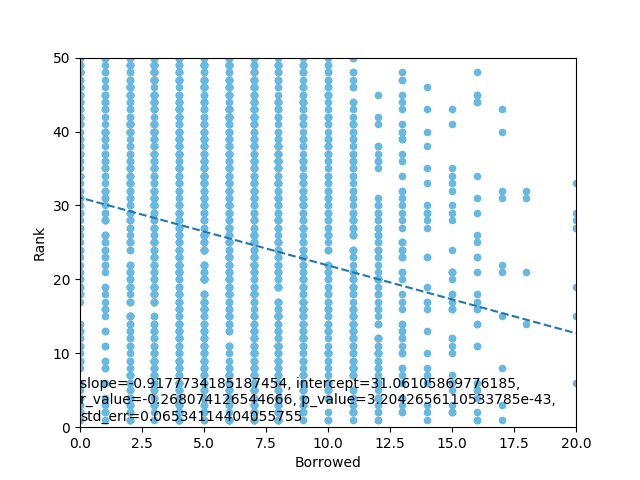 50
40
30
20
10
0
Rank
slope=-0.9177734185187454, intercept=31.06105869776185,
r_value=-0.268074126544666, p_value=3.2042656110533785e-43,
std_err=0.06534114404055755
0.0 2.5 5.0 7.5 10.0 12.5 15.0 17.5 20.0
Borrowed